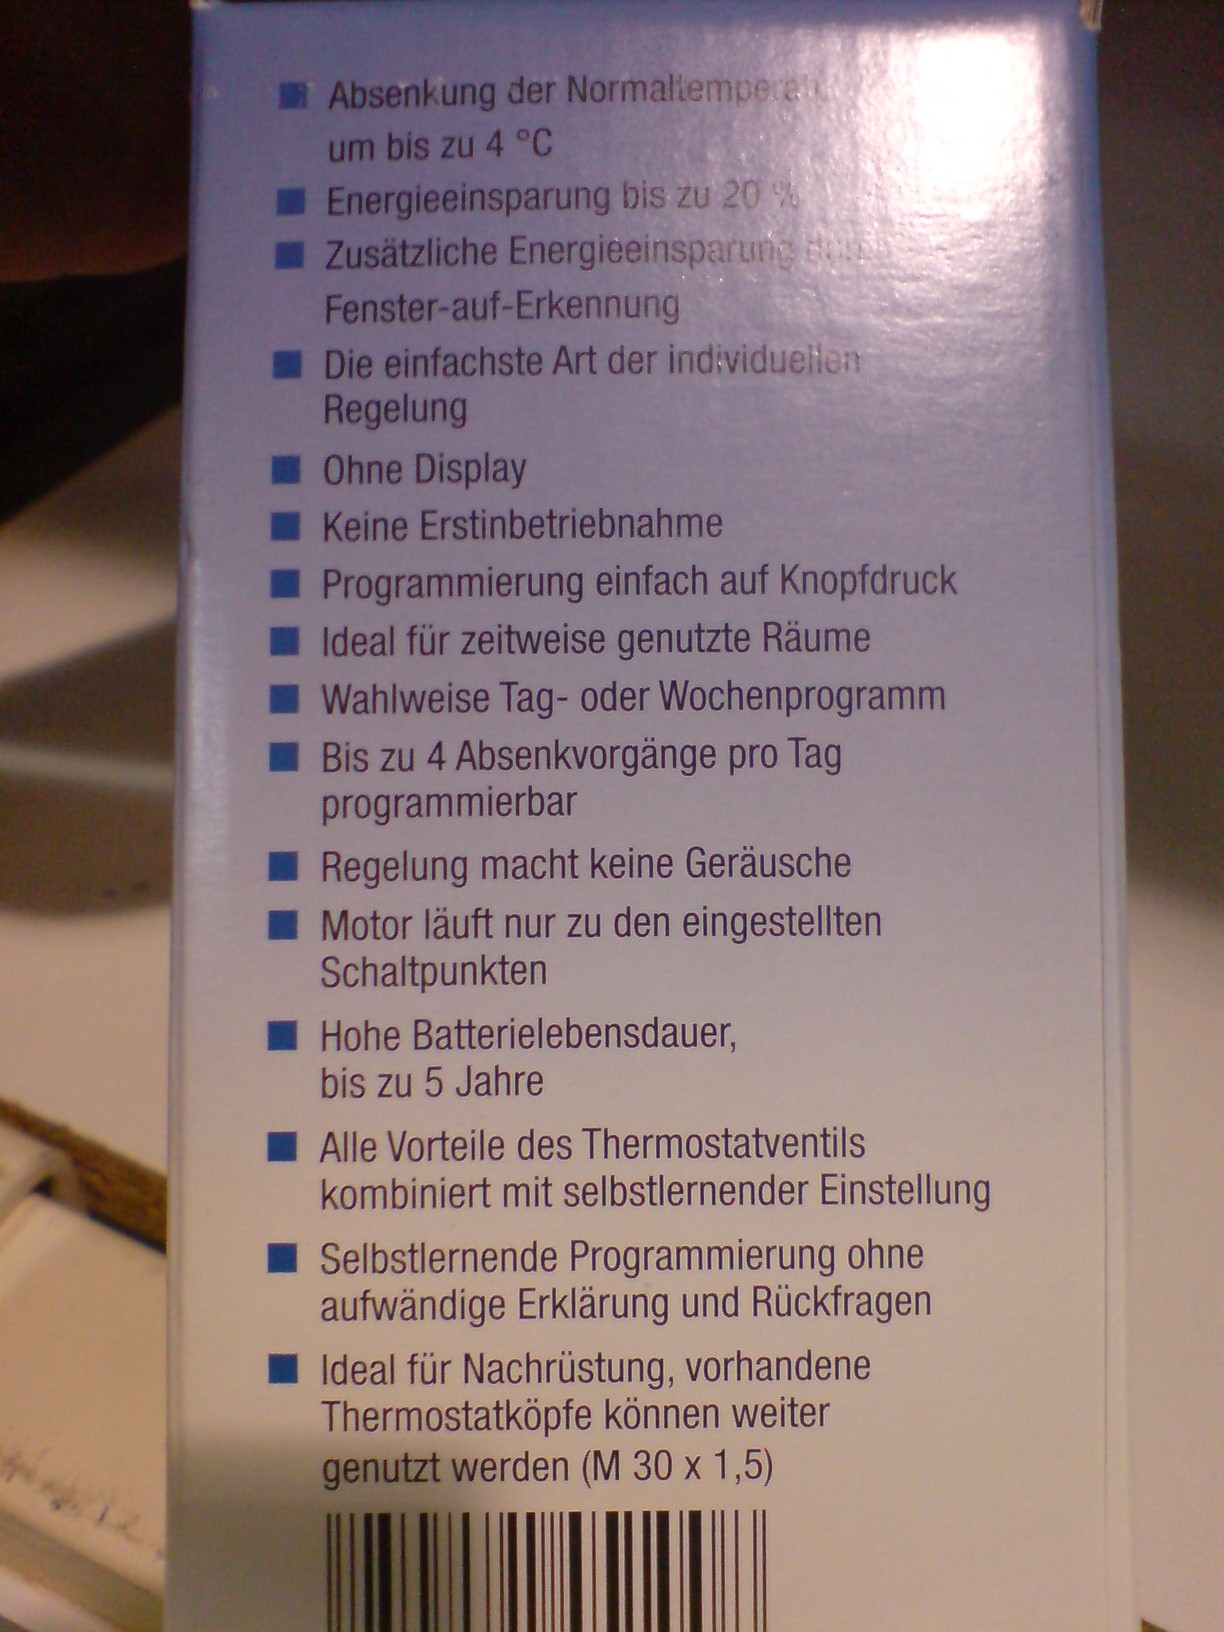 Absenkung der Normaltemperatur
um bis zu 4 °C
Energieeinsparung bis zu 20 %
Zusätzliche Energieeinsparung durch
Fenster-auf-Erkennung
Die einfachste Art der individuellen
Regelung
Ohne Display
Keine Erstinbetriebnahme
Programmierung einfach auf Knopfdruck
Ideal für zeitweise genutzte Räume
Wahlweise Tag- oder Wochenprogramm
Bis zu 4 Absenkvorgänge pro Tag
programmierbar
Regelung macht keine Geräusche
Motor läuft nur zu den eingestellten
Schaltpunkten
Hohe Batterielebensdauer,
bis zu 5 Jahre
Alle Vorteile des Thermostatventils
kombiniert mit selbstlernender Einstellung
Selbstlernende Programmierung ohne
aufwändige Erklärung und Rückfragen
Ideal für Nachrüstung, vorhandene
Thermostatköpfe können weiter
genutzt werden (M 30 x 1,5)